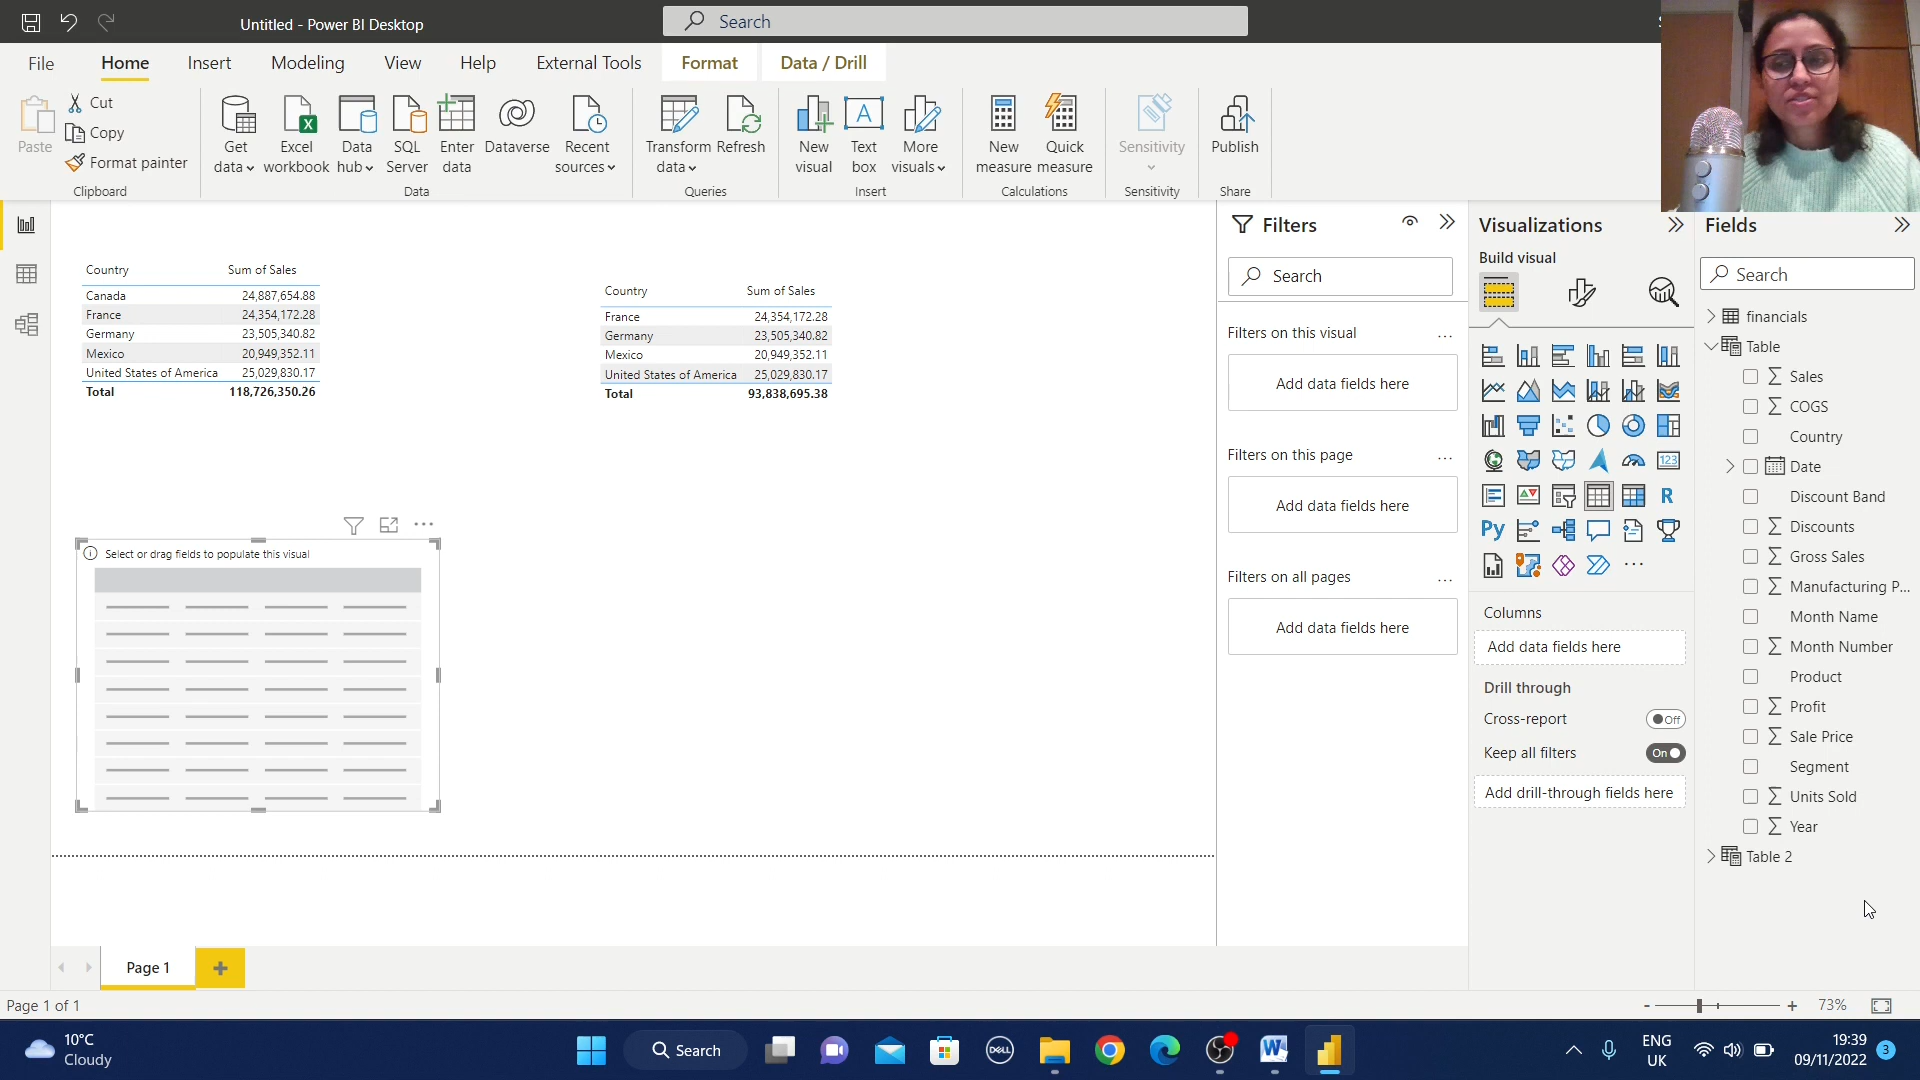 Untitled - Power BI Desktop
Search
File
Home
Insert
Modeling
View
Help
External Tools
Format
Data / Drill
Paste
Cut
Copy
Format painter
Clipboard
Get data
Excel workbook
Data hub
SQL Server
Enter data
Dataverse
Recent sources
Data
Transform data
Refresh
Queries
New visual
Text box
More visuals
Insert
New measure
Quick measure
Calculations
Sensitivity
Sensitivity
Publish
Share
Country Sum of Sales
Canada 24,887,654.88
France 24,354,172.28
Germany 23,505,340.82
Mexico 20,949,352.11
United States of America 25,029,830.17
Total 118,726,350.26
Country Sum of Sales
France 24,354,172.28
Germany 23,505,340.82
Mexico 20,949,352.11
United States of America 25,029,830.17
Total 93,838,695.38
Select or drag fields to populate this visual
Filters
Search
Filters on this visual
Add data fields here
Filters on this page
Add data fields here
Filters on all pages
Add data fields here
Visualizations
Build visual
123
R
Py
Columns
Add data fields here
Drill through
Cross-report Off
Keep all filters On
Add drill-through fields here
Fields
Search
financials
Table
Sales
COGS
Country
Date
Discount Band
Discounts
Gross Sales
Manufacturing P...
Month Name
Month Number
Product
Profit
Sale Price
Segment
Units Sold
Year
Table 2
Page 1
Page 1 of 1
73%
10°C
Cloudy
Search
DELL
W
ENG
UK
19:39
09/11/2022
3